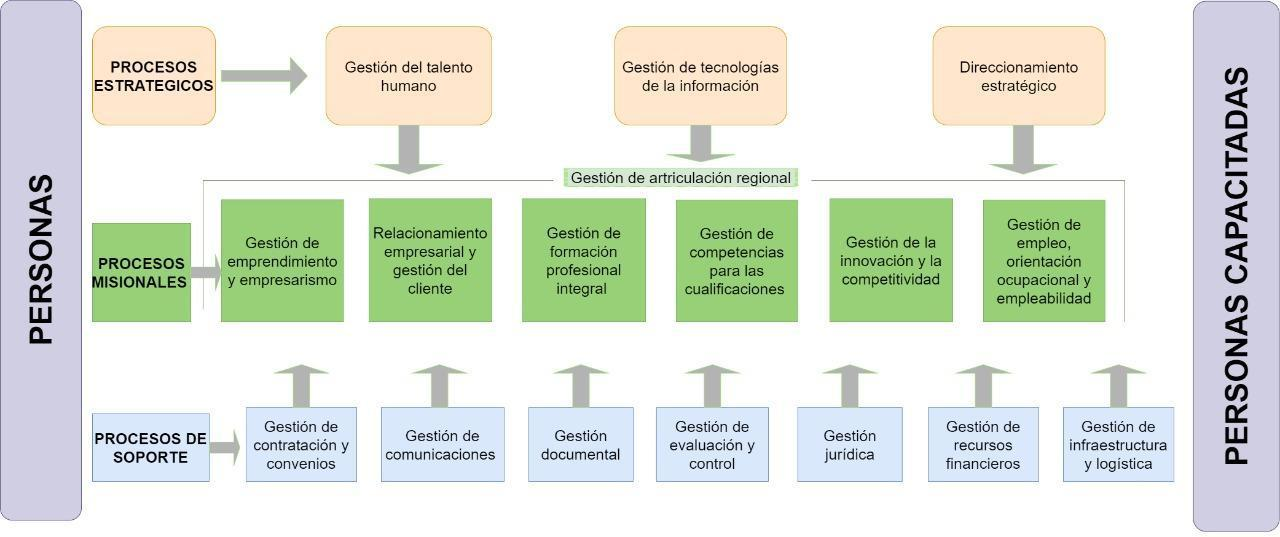 PERSONAS
PROCESOS
ESTRATEGICOS
Gestión del talento
humano
Gestión de tecnologías
de la información
Direccionamiento
estratégico
Gestión de artriculación regional
PROCESOS
MISIONALES
Gestión de
emprendimiento
y empresarismo
Relacionamiento
empresarial y
gestión del
cliente
Gestión de
formación
profesional
integral
Gestión de
competencias
para las
cualificaciones
Gestión de la
innovación y la
competitividad
Gestión de
empleo,
orientación
ocupacional y
empleabilidad
PROCESOS DE
SOPORTE
Gestión de
contratación y
convenios
Gestión de
comunicaciones
Gestión
documental
Gestión de
evaluación y
control
Gestión
jurídica
Gestión de
recursos
financieros
Gestión de
infraestructura
y logística
PERSONAS CAPACITADAS